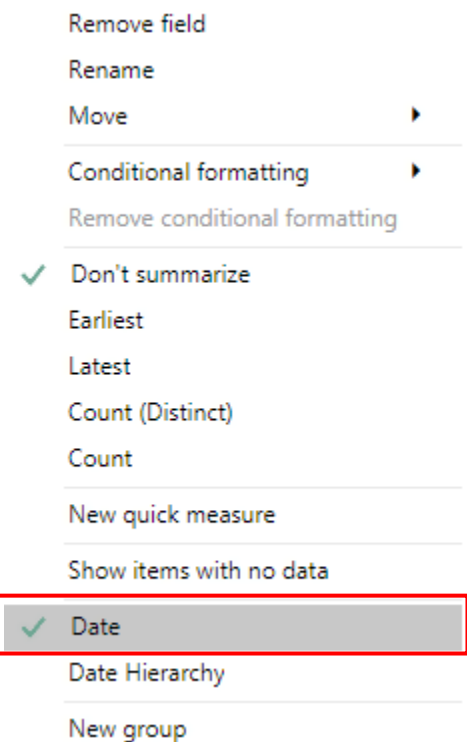 Remove field
Rename
Move
Conditional formatting
Remove conditional formatting
Don't summarize
Earliest
Latest
Count (Distinct)
Count
New quick measure
Show items with no data
Date
Date Hierarchy
New group